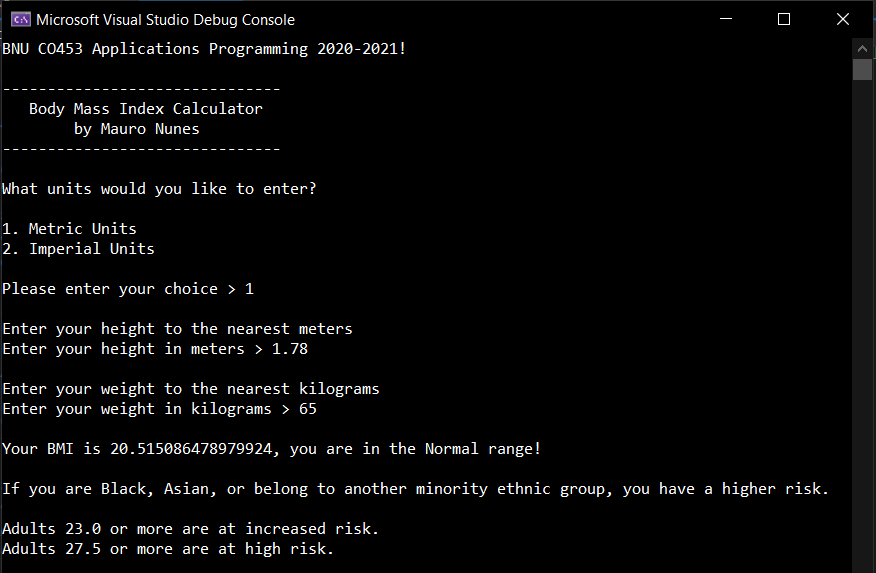 Microsoft Visual Studio Debug Console
BNU CO453 Applications Programming 2020-2021!
-------------------------------
Body Mass Index Calculator
by Mauro Nunes
-------------------------------
What units would you like to enter?
1. Metric Units
2. Imperial Units
Please enter your choice > 1
Enter your height to the nearest meters
Enter your height in meters > 1.78
Enter your weight to the nearest kilograms
Enter your weight in kilograms > 65
Your BMI is 20.515086478979924, you are in the Normal range!
If you are Black, Asian, or belong to another minority ethnic group, you have a higher risk.
Adults 23.0 or more are at increased risk.
Adults 27.5 or more are at high risk.